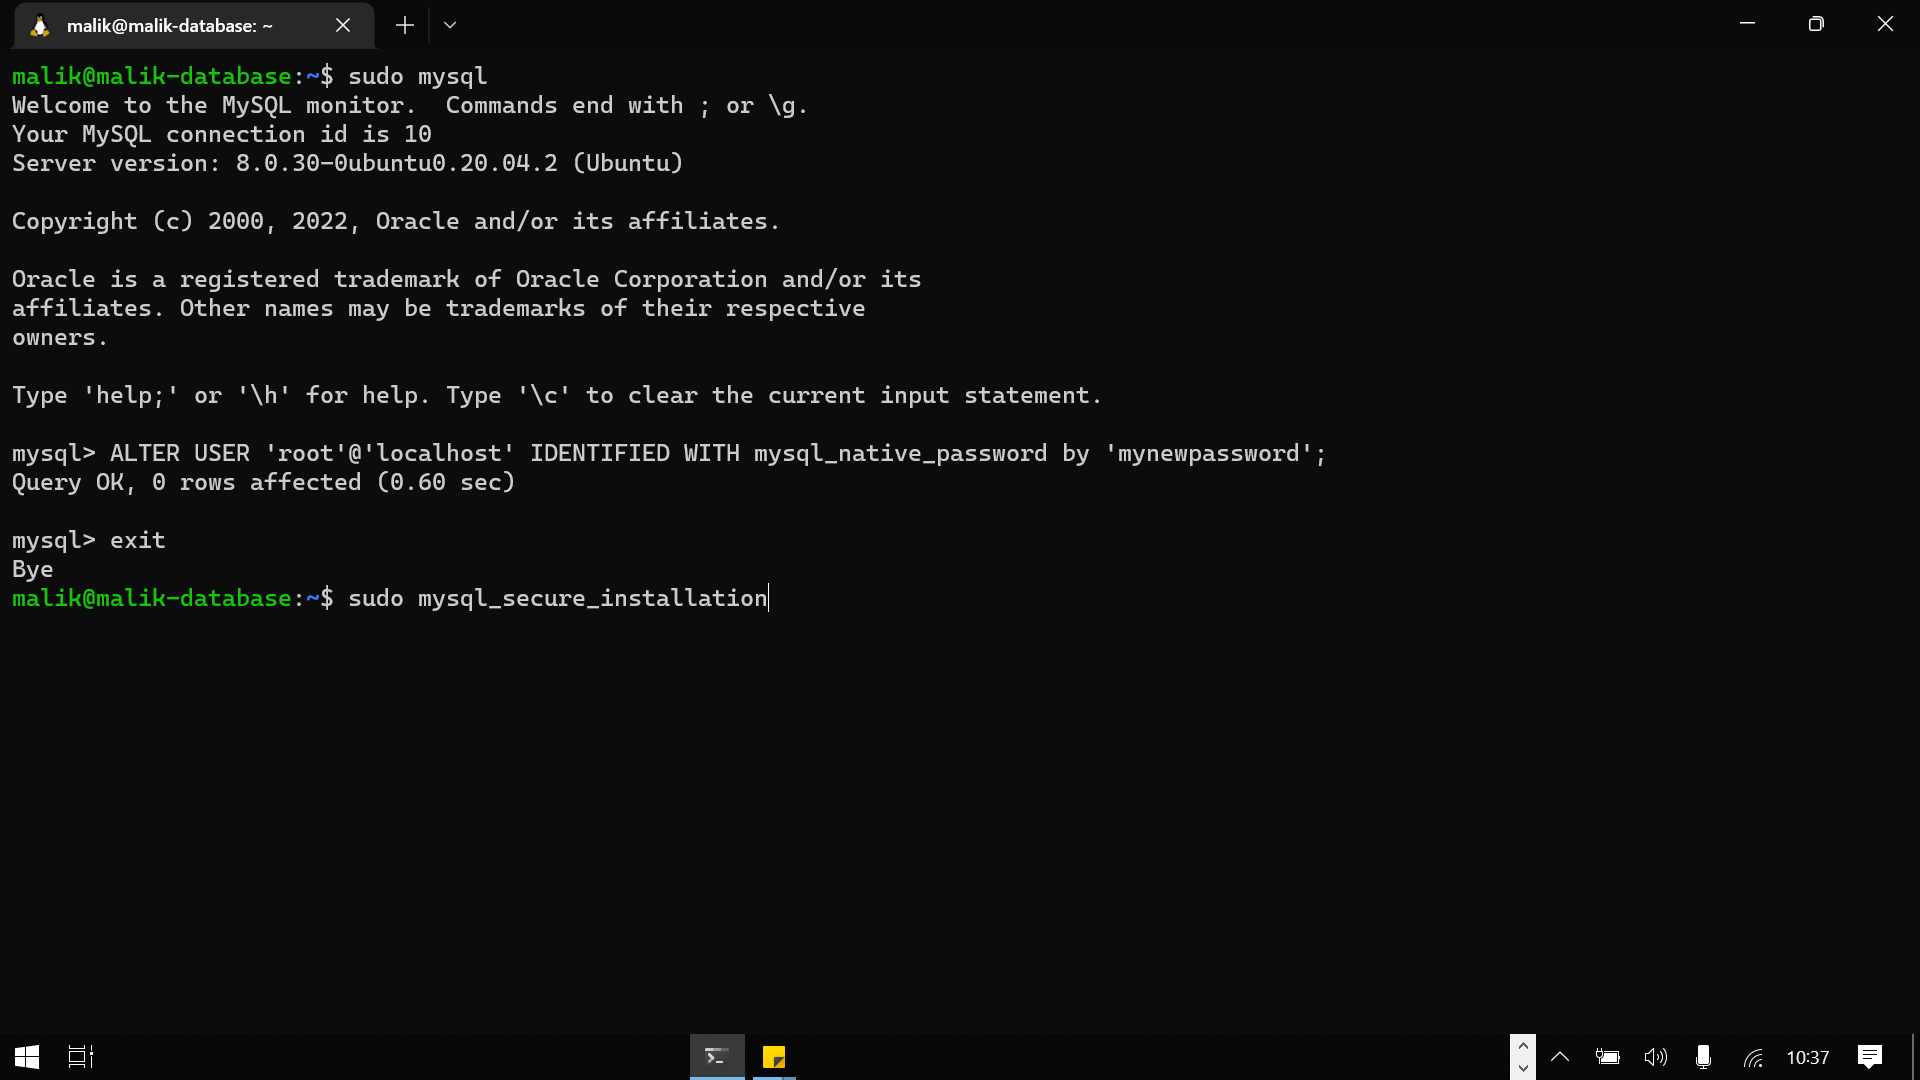 malik@malik-database: ~
malik@malik-database:~$ sudo mysql
Welcome to the MySQL monitor.  Commands end with ; or \g.
Your MySQL connection id is 10
Server version: 8.0.30-0ubuntu0.20.04.2 (Ubuntu)
Copyright (c) 2000, 2022, Oracle and/or its affiliates.
Oracle is a registered trademark of Oracle Corporation and/or its
affiliates. Other names may be trademarks of their respective
owners.
Type 'help;' or '\h' for help. Type '\c' to clear the current input statement.
mysql> ALTER USER 'root'@'localhost' IDENTIFIED WITH mysql_native_password by 'mynewpassword';
Query OK, 0 rows affected (0.60 sec)
mysql> exit
Bye
malik@malik-database:~$ sudo mysql_secure_installation
10:37